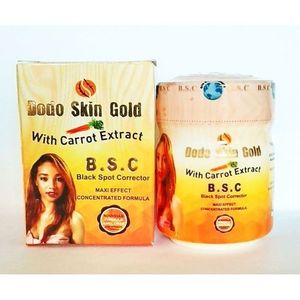 Dodo Skin Gold
With Carrot Extract
B.S.C
Black Spot Corrector
MAXI EFFECT
CONCENTRATED FORMULA
B.S.C
Dodo Skin Gold
With Carrot Extract
B.S.C
Black Spot Corrector
MAXI EFFECT
CONCENTRATED FORMULA